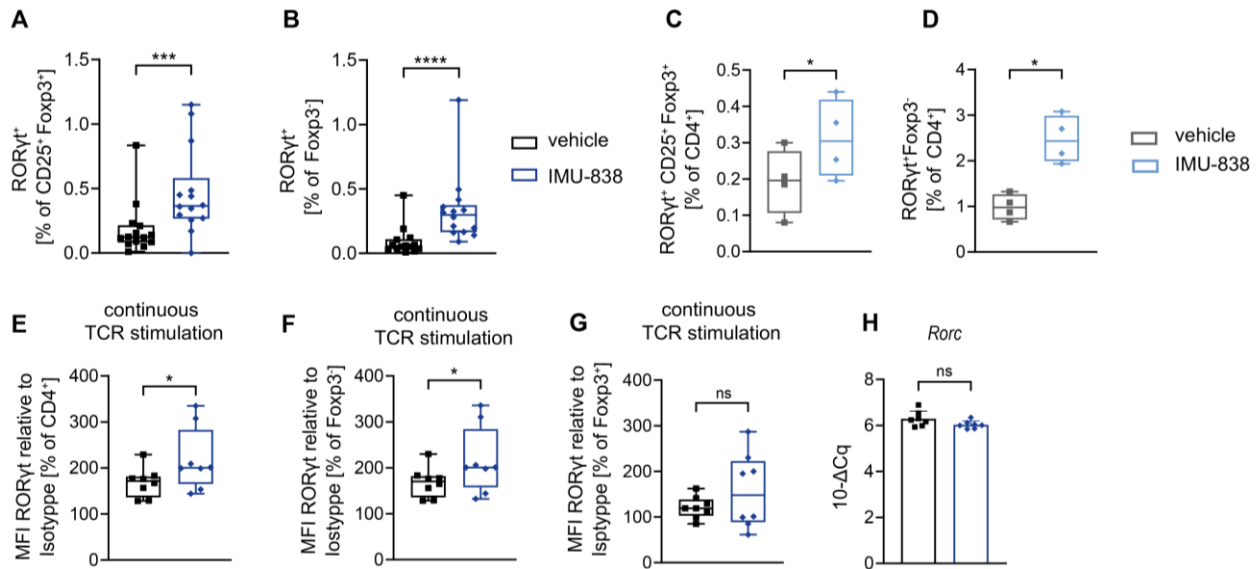 A
RORγt⁺
[% of CD25⁺ Foxp3⁺]
1.5
1.0
0.5
0.0
***
B
RORγt⁺
[% of Foxp3⁻]
1.5
1.0
0.5
0.0
****
vehicle
IMU-838
C
RORγt⁺ CD25⁺ Foxp3⁺
[% of CD4⁺]
0.5
0.4
0.3
0.2
0.1
0.0
*
D
RORγt⁺Foxp3⁻
[% of CD4⁺]
4
3
2
1
0
*
vehicle
IMU-838
E
continuous
TCR stimulation
MFI RORγt relative to
Isotyppe [% of CD4⁺]
400
300
200
100
0
*
F
continuous
TCR stimulation
MFI RORγt relative to
Iostyppe [% of Foxp3⁻]
400
300
200
100
0
*
G
continuous
TCR stimulation
MFI RORγt relative to
Isptyppe [% of Foxp3⁺]
400
300
200
100
0
ns
H
Rorc
10-ΔCq
8
6
4
2
0
ns